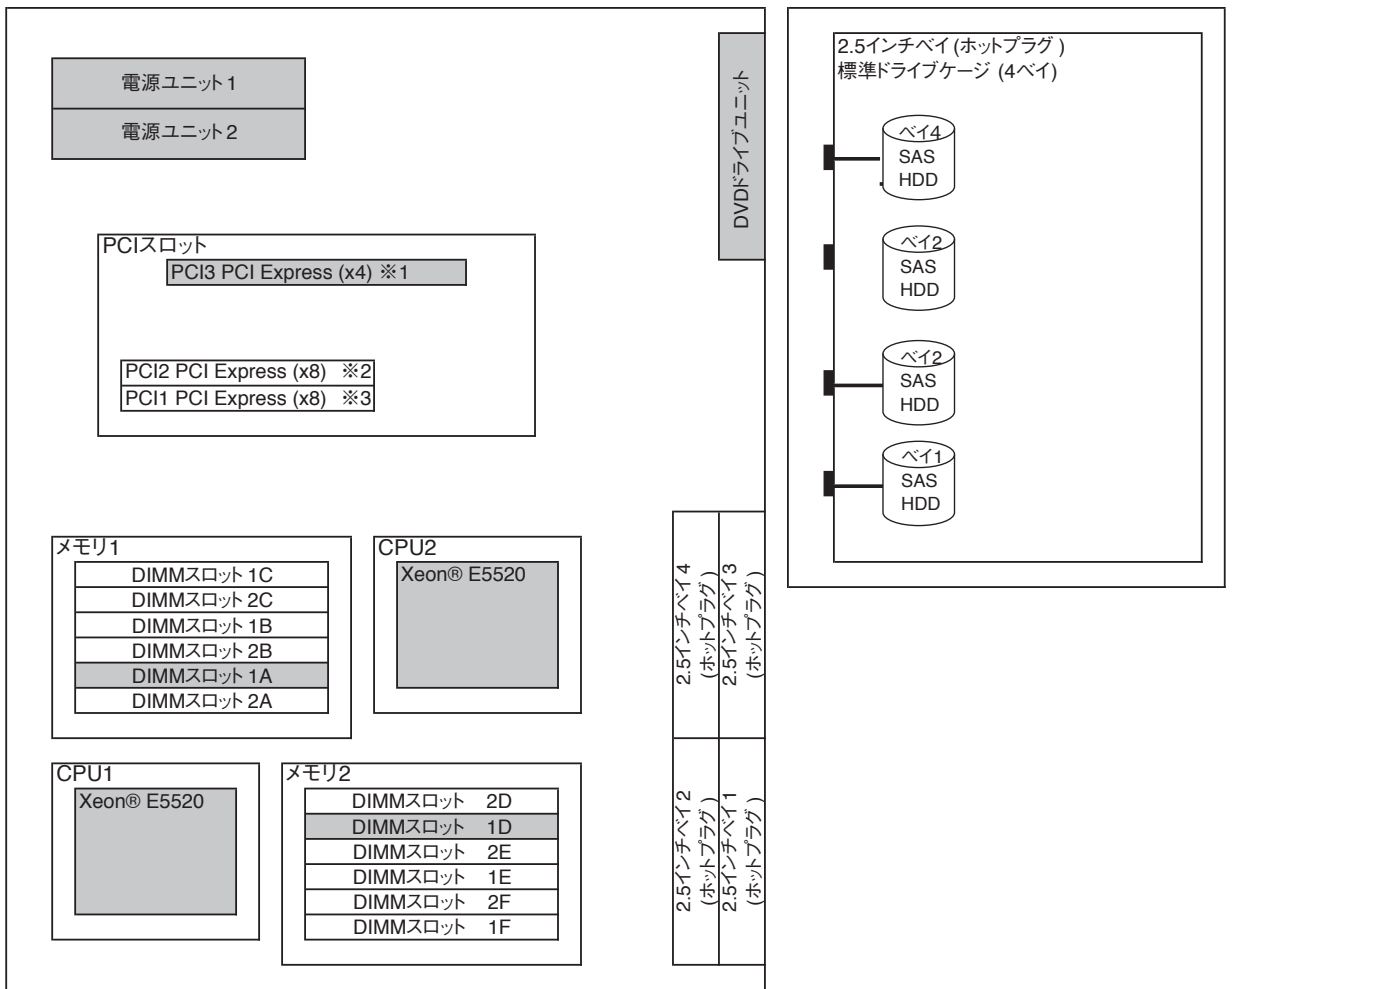 電源ユニット1
電源ユニット2
DVDドライブユニット
PCIスロット
PCI3 PCI Express (x4) ※1
PCI2 PCI Express (x8) ※2
PCI1 PCI Express (x8) ※3
メモリ1
DIMMスロット 1C
DIMMスロット 2C
DIMMスロット 1B
DIMMスロット 2B
DIMMスロット 1A
DIMMスロット 2A
CPU2
Xeon® E5520
CPU1
Xeon® E5520
メモリ2
DIMMスロット 2D
DIMMスロット 1D
DIMMスロット 2E
DIMMスロット 1E
DIMMスロット 2F
DIMMスロット 1F
2.5インチベイ4
(ホットプラグ)
2.5インチベイ3
(ホットプラグ)
2.5インチベイ2
(ホットプラグ)
2.5インチベイ1
(ホットプラグ)
2.5インチベイ(ホットプラグ)
標準ドライブケージ (4ベイ)
ベイ4
SAS
HDD
ベイ2
SAS
HDD
ベイ2
SAS
HDD
ベイ1
SAS
HDD